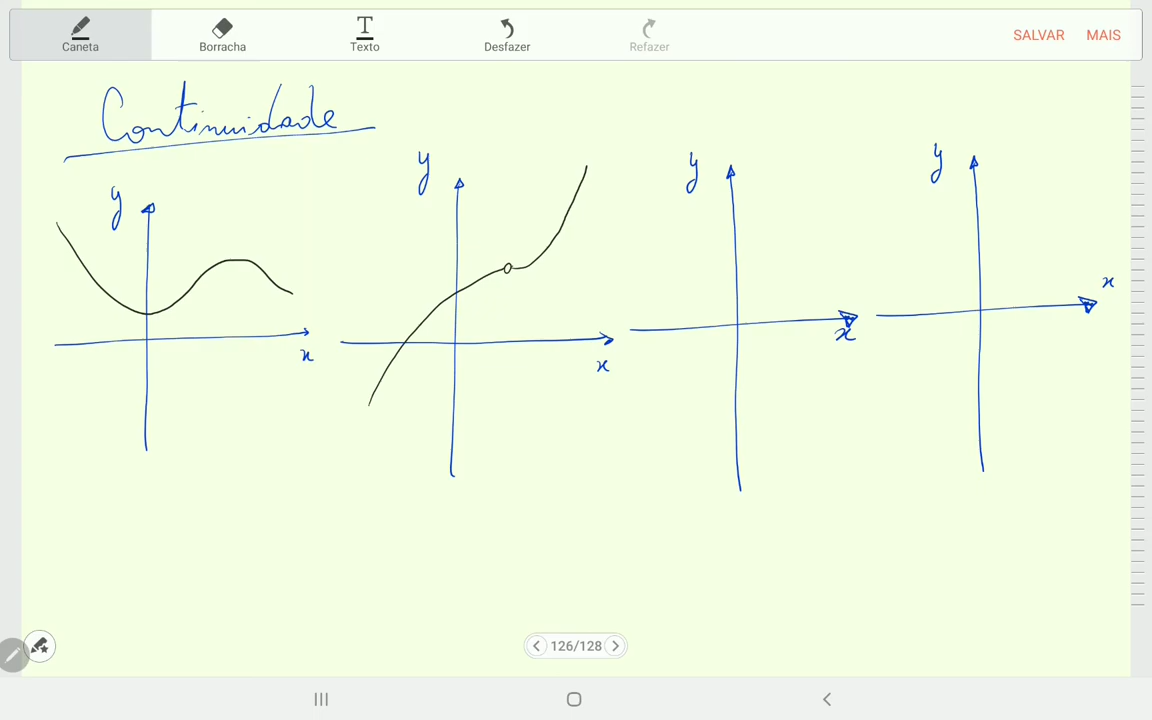 Caneta Borracha Texto Desfazer Refazer SALVAR MAIS
Continuidade
y y y y
x x x x
126/128